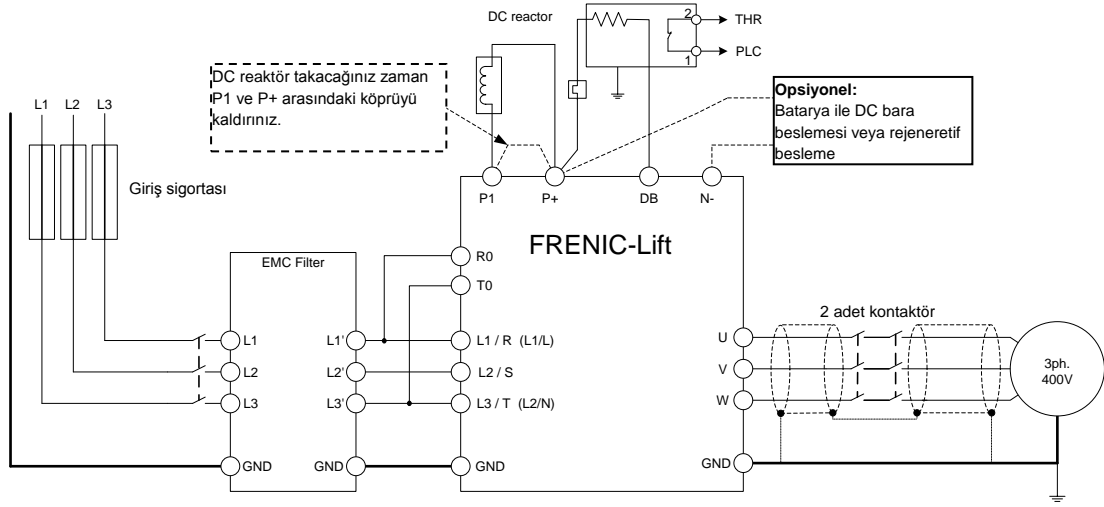 DC reactor
2
THR
PLC
1
DC reaktör takacağınız zaman
P1 ve P+ arasındaki köprüyü
kaldırınız.
Opsiyonel:
Batarya ile DC bara
beslemesi veya rejeneretif
besleme
L1 L2 L3
Giriş sigortası
P1 P+ DB N-
FRENIC-Lift
EMC Filter
R0
T0
2 adet kontaktör
L1 L1' L1 / R (L1/L) U
L2 L2' L2 / S V
L3 L3' L3 / T (L2/N) W
3ph.
400V
GND GND GND GND